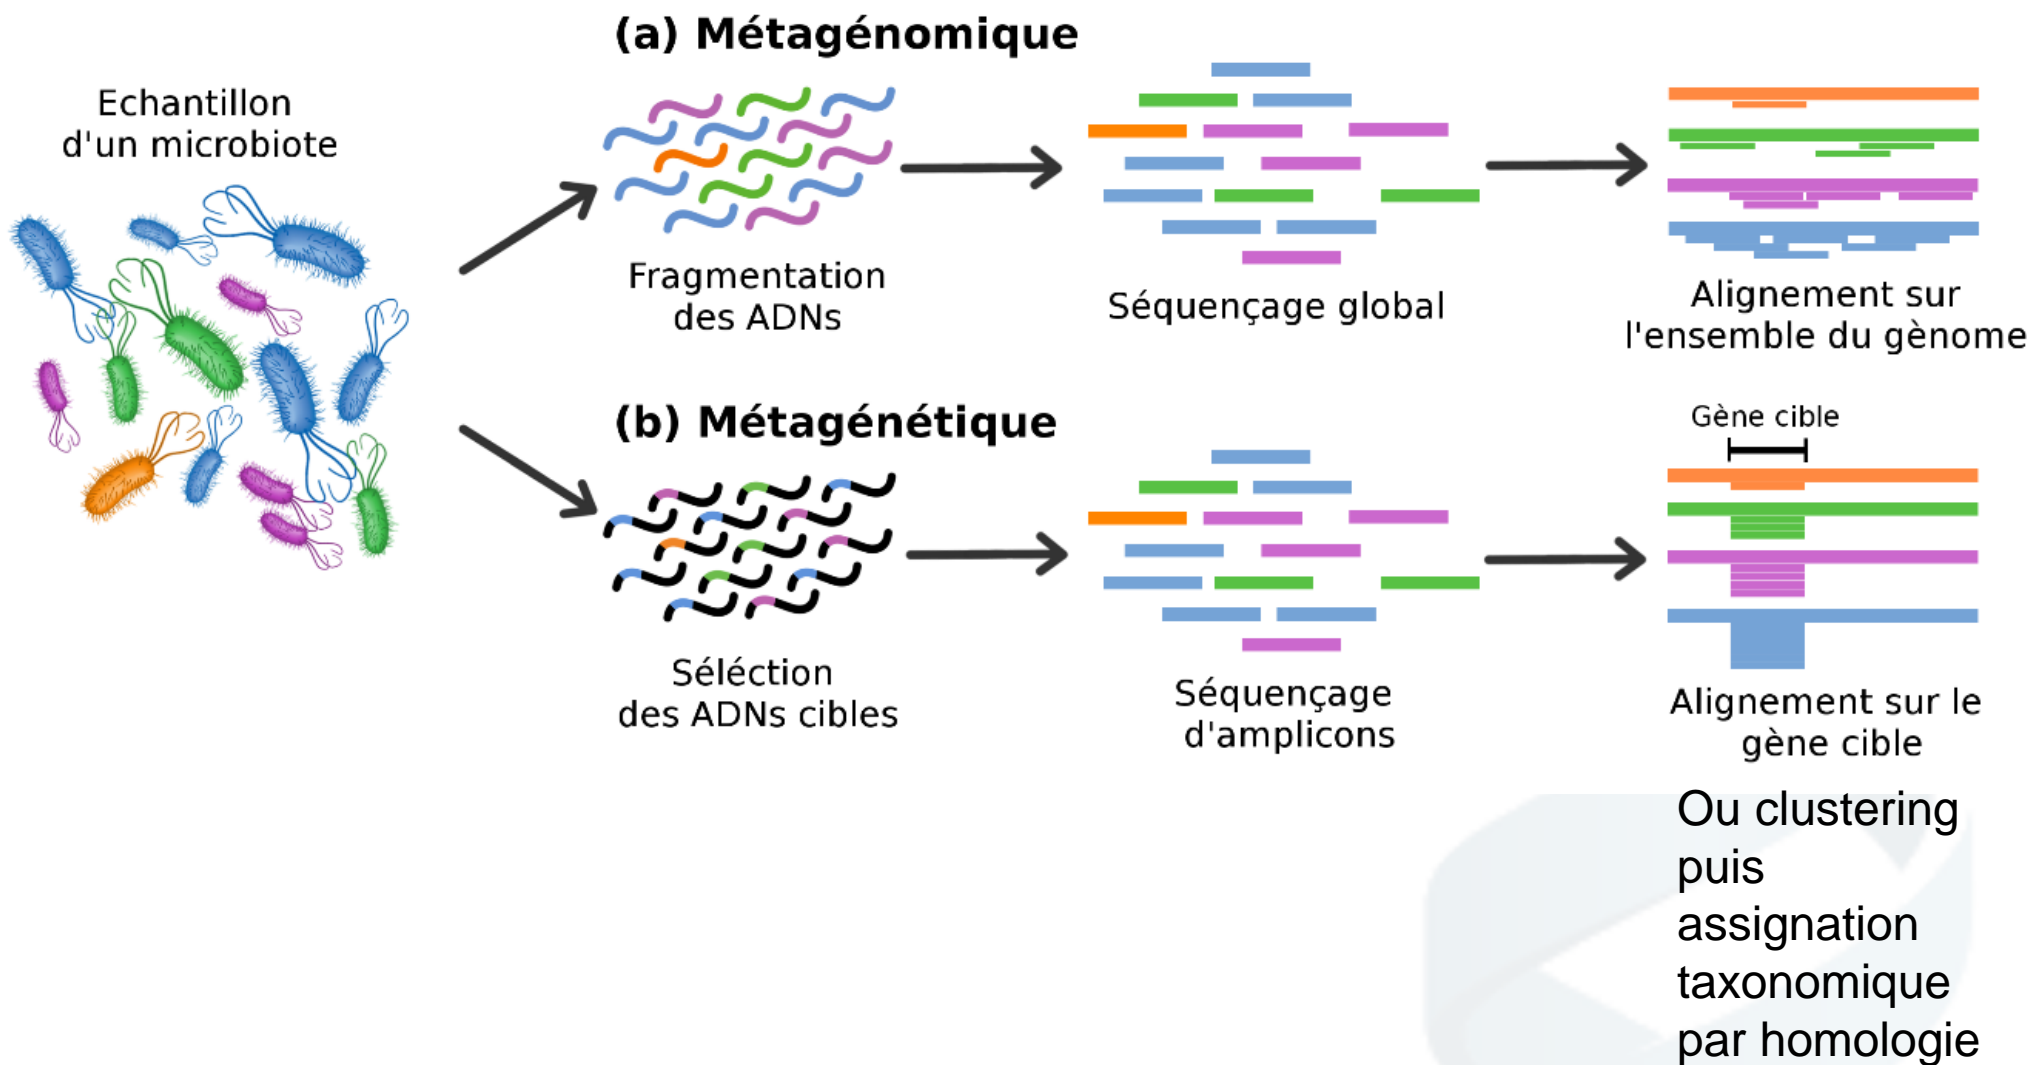 Echantillon
d'un microbiote
(a) Métagénomique
Fragmentation
des ADNs
Séquençage global
Alignement sur
l'ensemble du gènome
(b) Métagénétique
Séléction
des ADNs cibles
Séquençage
d'amplicons
Gène cible
Alignement sur le
gène cible
Ou clustering
puis
assignation
taxonomique
par homologie